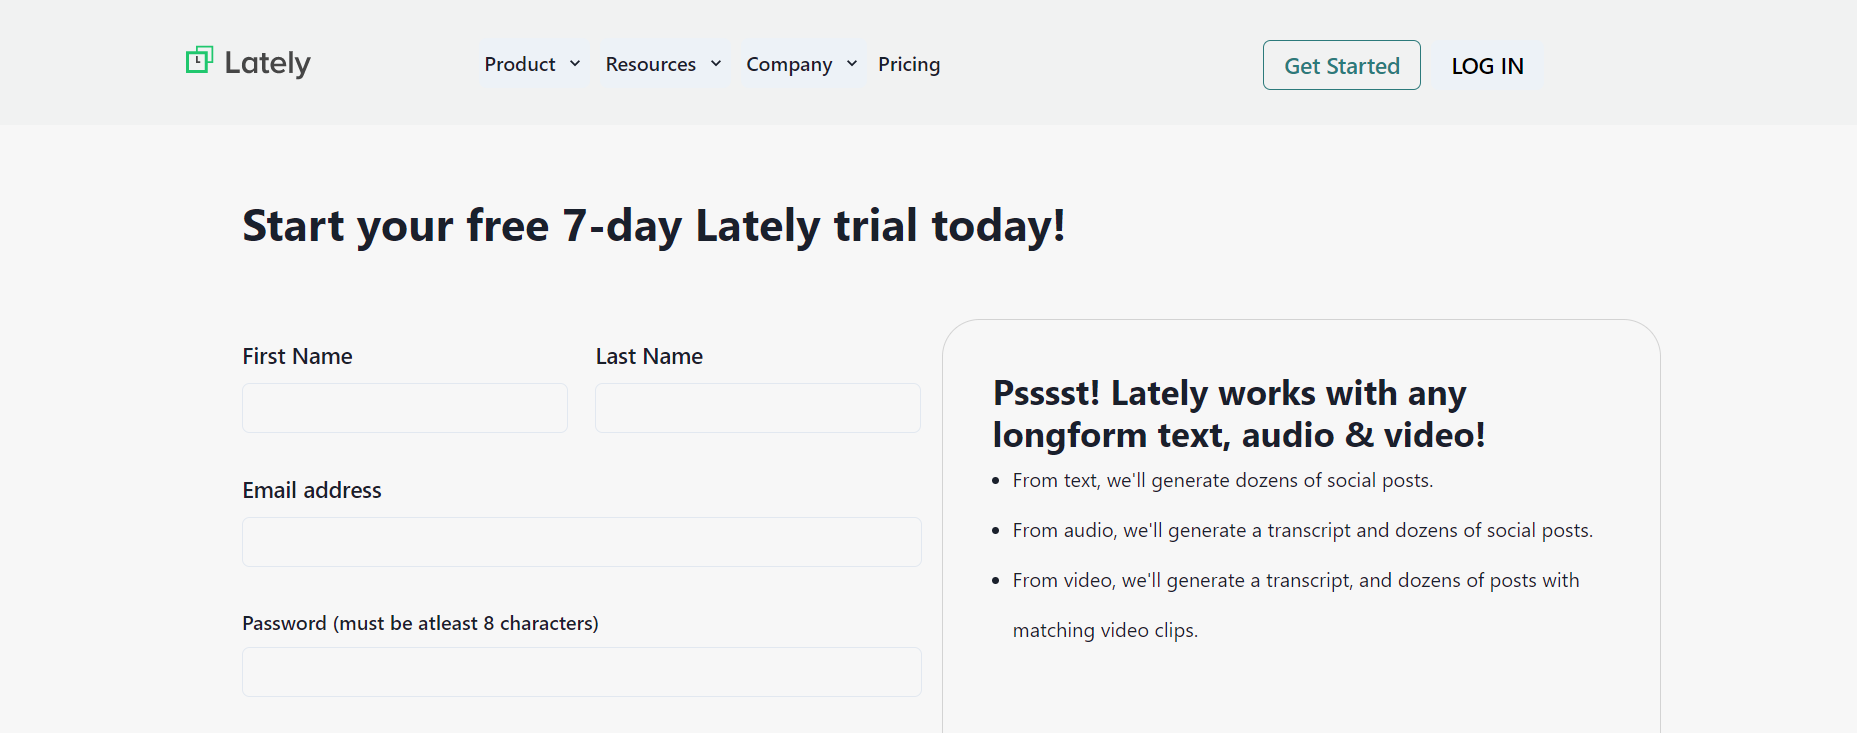 Lately
Product
Resources
Company
Pricing
Get Started
LOG IN
Start your free 7-day Lately trial today!
First Name
Last Name
Email address
Password (must be atleast 8 characters)
Psssst! Lately works with any
longform text, audio & video!
From text, we'll generate dozens of social posts.
From audio, we'll generate a transcript and dozens of social posts.
From video, we'll generate a transcript, and dozens of posts with
matching video clips.